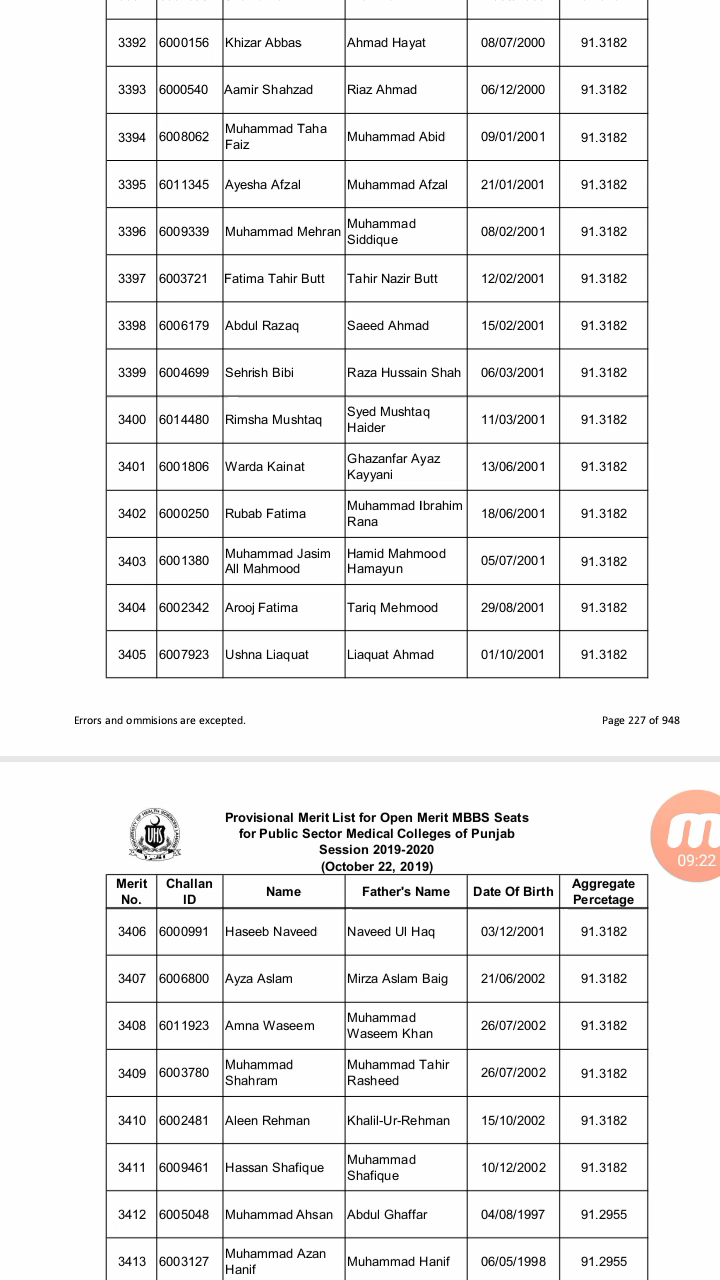 3392 6000156 Khizar Abbas Ahmad Hayat 08/07/2000 91.3182
3393 6000540 Aamir Shahzad Riaz Ahmad 06/12/2000 91.3182
3394 6008062 Muhammad Taha Faiz Muhammad Abid 09/01/2001 91.3182
3395 6011345 Ayesha Afzal Muhammad Afzal 21/01/2001 91.3182
3396 6009339 Muhammad Mehran Muhammad Siddique 08/02/2001 91.3182
3397 6003721 Fatima Tahir Butt Tahir Nazir Butt 12/02/2001 91.3182
3398 6006179 Abdul Razaq Saeed Ahmad 15/02/2001 91.3182
3399 6004699 Sehrish Bibi Raza Hussain Shah 06/03/2001 91.3182
3400 6014480 Rimsha Mushtaq Syed Mushtaq Haider 11/03/2001 91.3182
3401 6001806 Warda Kainat Ghazanfar Ayaz Kayyani 13/06/2001 91.3182
3402 6000250 Rubab Fatima Muhammad Ibrahim Rana 18/06/2001 91.3182
3403 6001380 Muhammad Jasim All Mahmood Hamid Mahmood Hamayun 05/07/2001 91.3182
3404 6002342 Arooj Fatima Tariq Mehmood 29/08/2001 91.3182
3405 6007923 Ushna Liaquat Liaquat Ahmad 01/10/2001 91.3182
Errors and ommisions are excepted. Page 227 of 948
UHS
Provisional Merit List for Open Merit MBBS Seats
for Public Sector Medical Colleges of Punjab
Session 2019-2020
(October 22, 2019)
09:22
Merit No. Challan ID Name Father's Name Date Of Birth Aggregate Percetage
3406 6000991 Haseeb Naveed Naveed Ul Haq 03/12/2001 91.3182
3407 6006800 Ayza Aslam Mirza Aslam Baig 21/06/2002 91.3182
3408 6011923 Amna Waseem Muhammad Waseem Khan 26/07/2002 91.3182
3409 6003780 Muhammad Shahram Muhammad Tahir Rasheed 26/07/2002 91.3182
3410 6002481 Aleen Rehman Khalil-Ur-Rehman 15/10/2002 91.3182
3411 6009461 Hassan Shafique Muhammad Shafique 10/12/2002 91.3182
3412 6005048 Muhammad Ahsan Abdul Ghaffar 04/08/1997 91.2955
3413 6003127 Muhammad Azan Hanif Muhammad Hanif 06/05/1998 91.2955